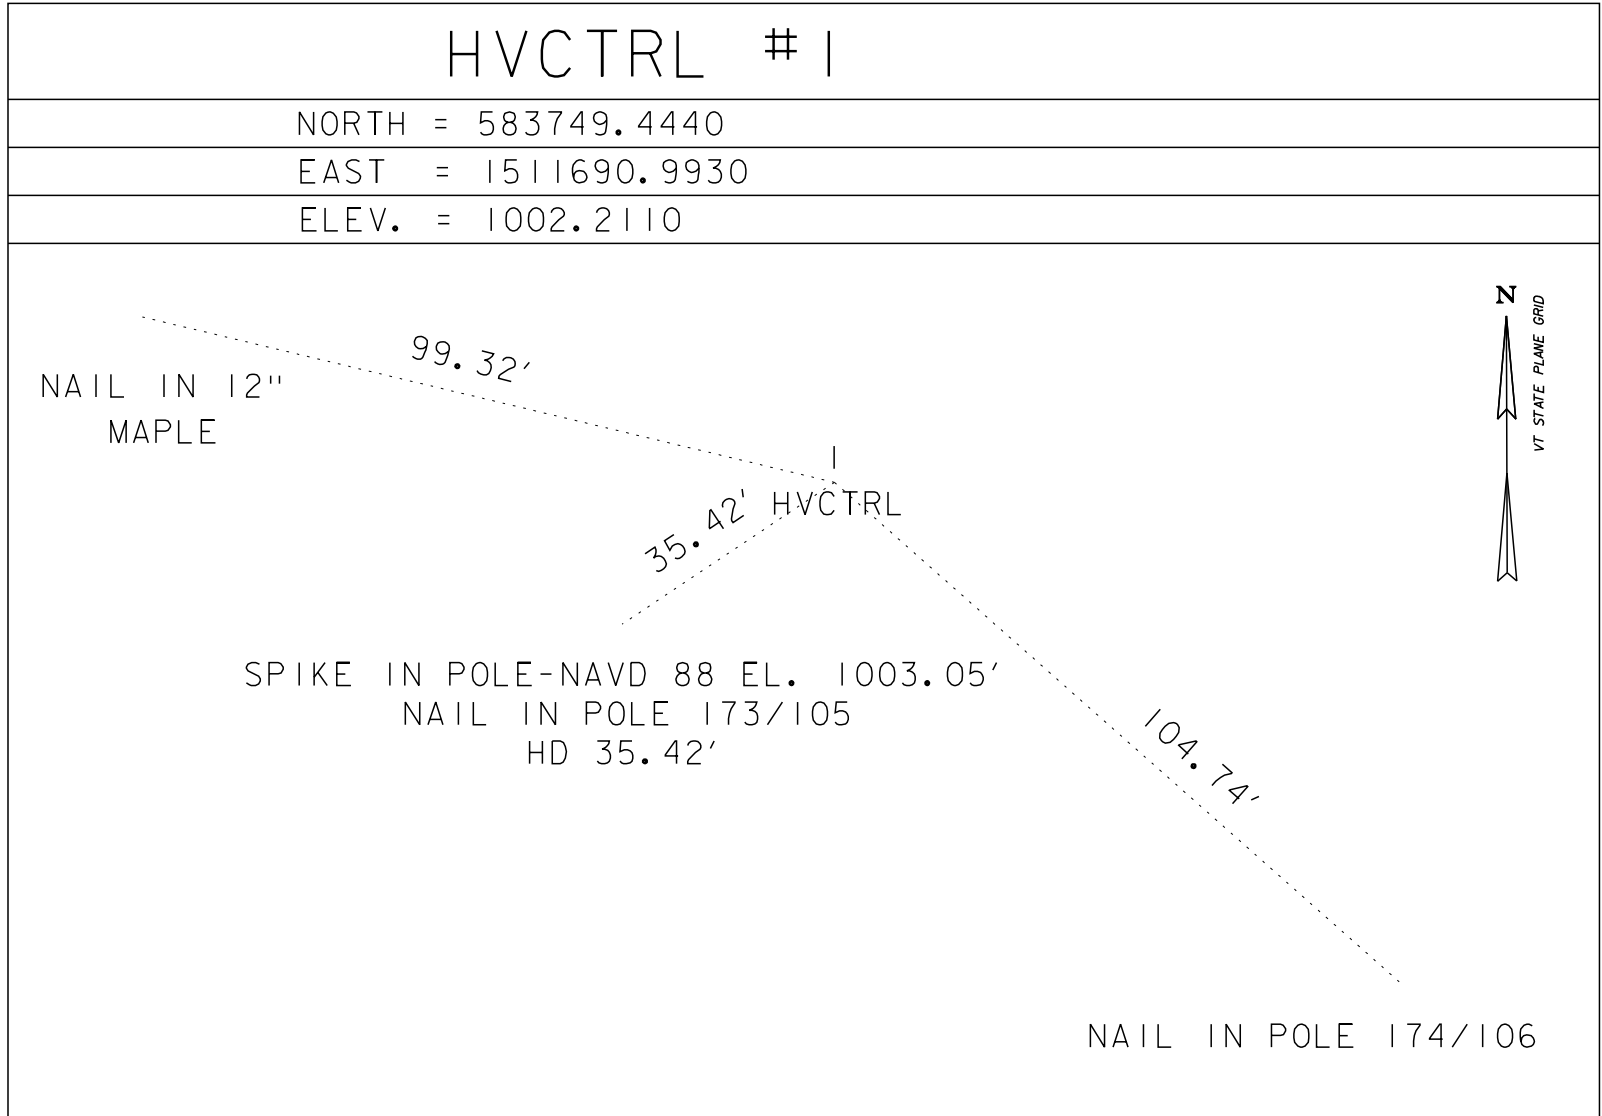 HVCTRL #1
NORTH = 583749.4440
EAST = 1511690.9930
ELEV. = 1002.2110
N
VT STATE PLANE GRID
99.32'
NAIL IN 12"
MAPLE
1
HVCTRL
35.42'
SPIKE IN POLE-NAVD 88 EL. 1003.05'
NAIL IN POLE 173/105
HD 35.42'
104.74'
NAIL IN POLE 174/106